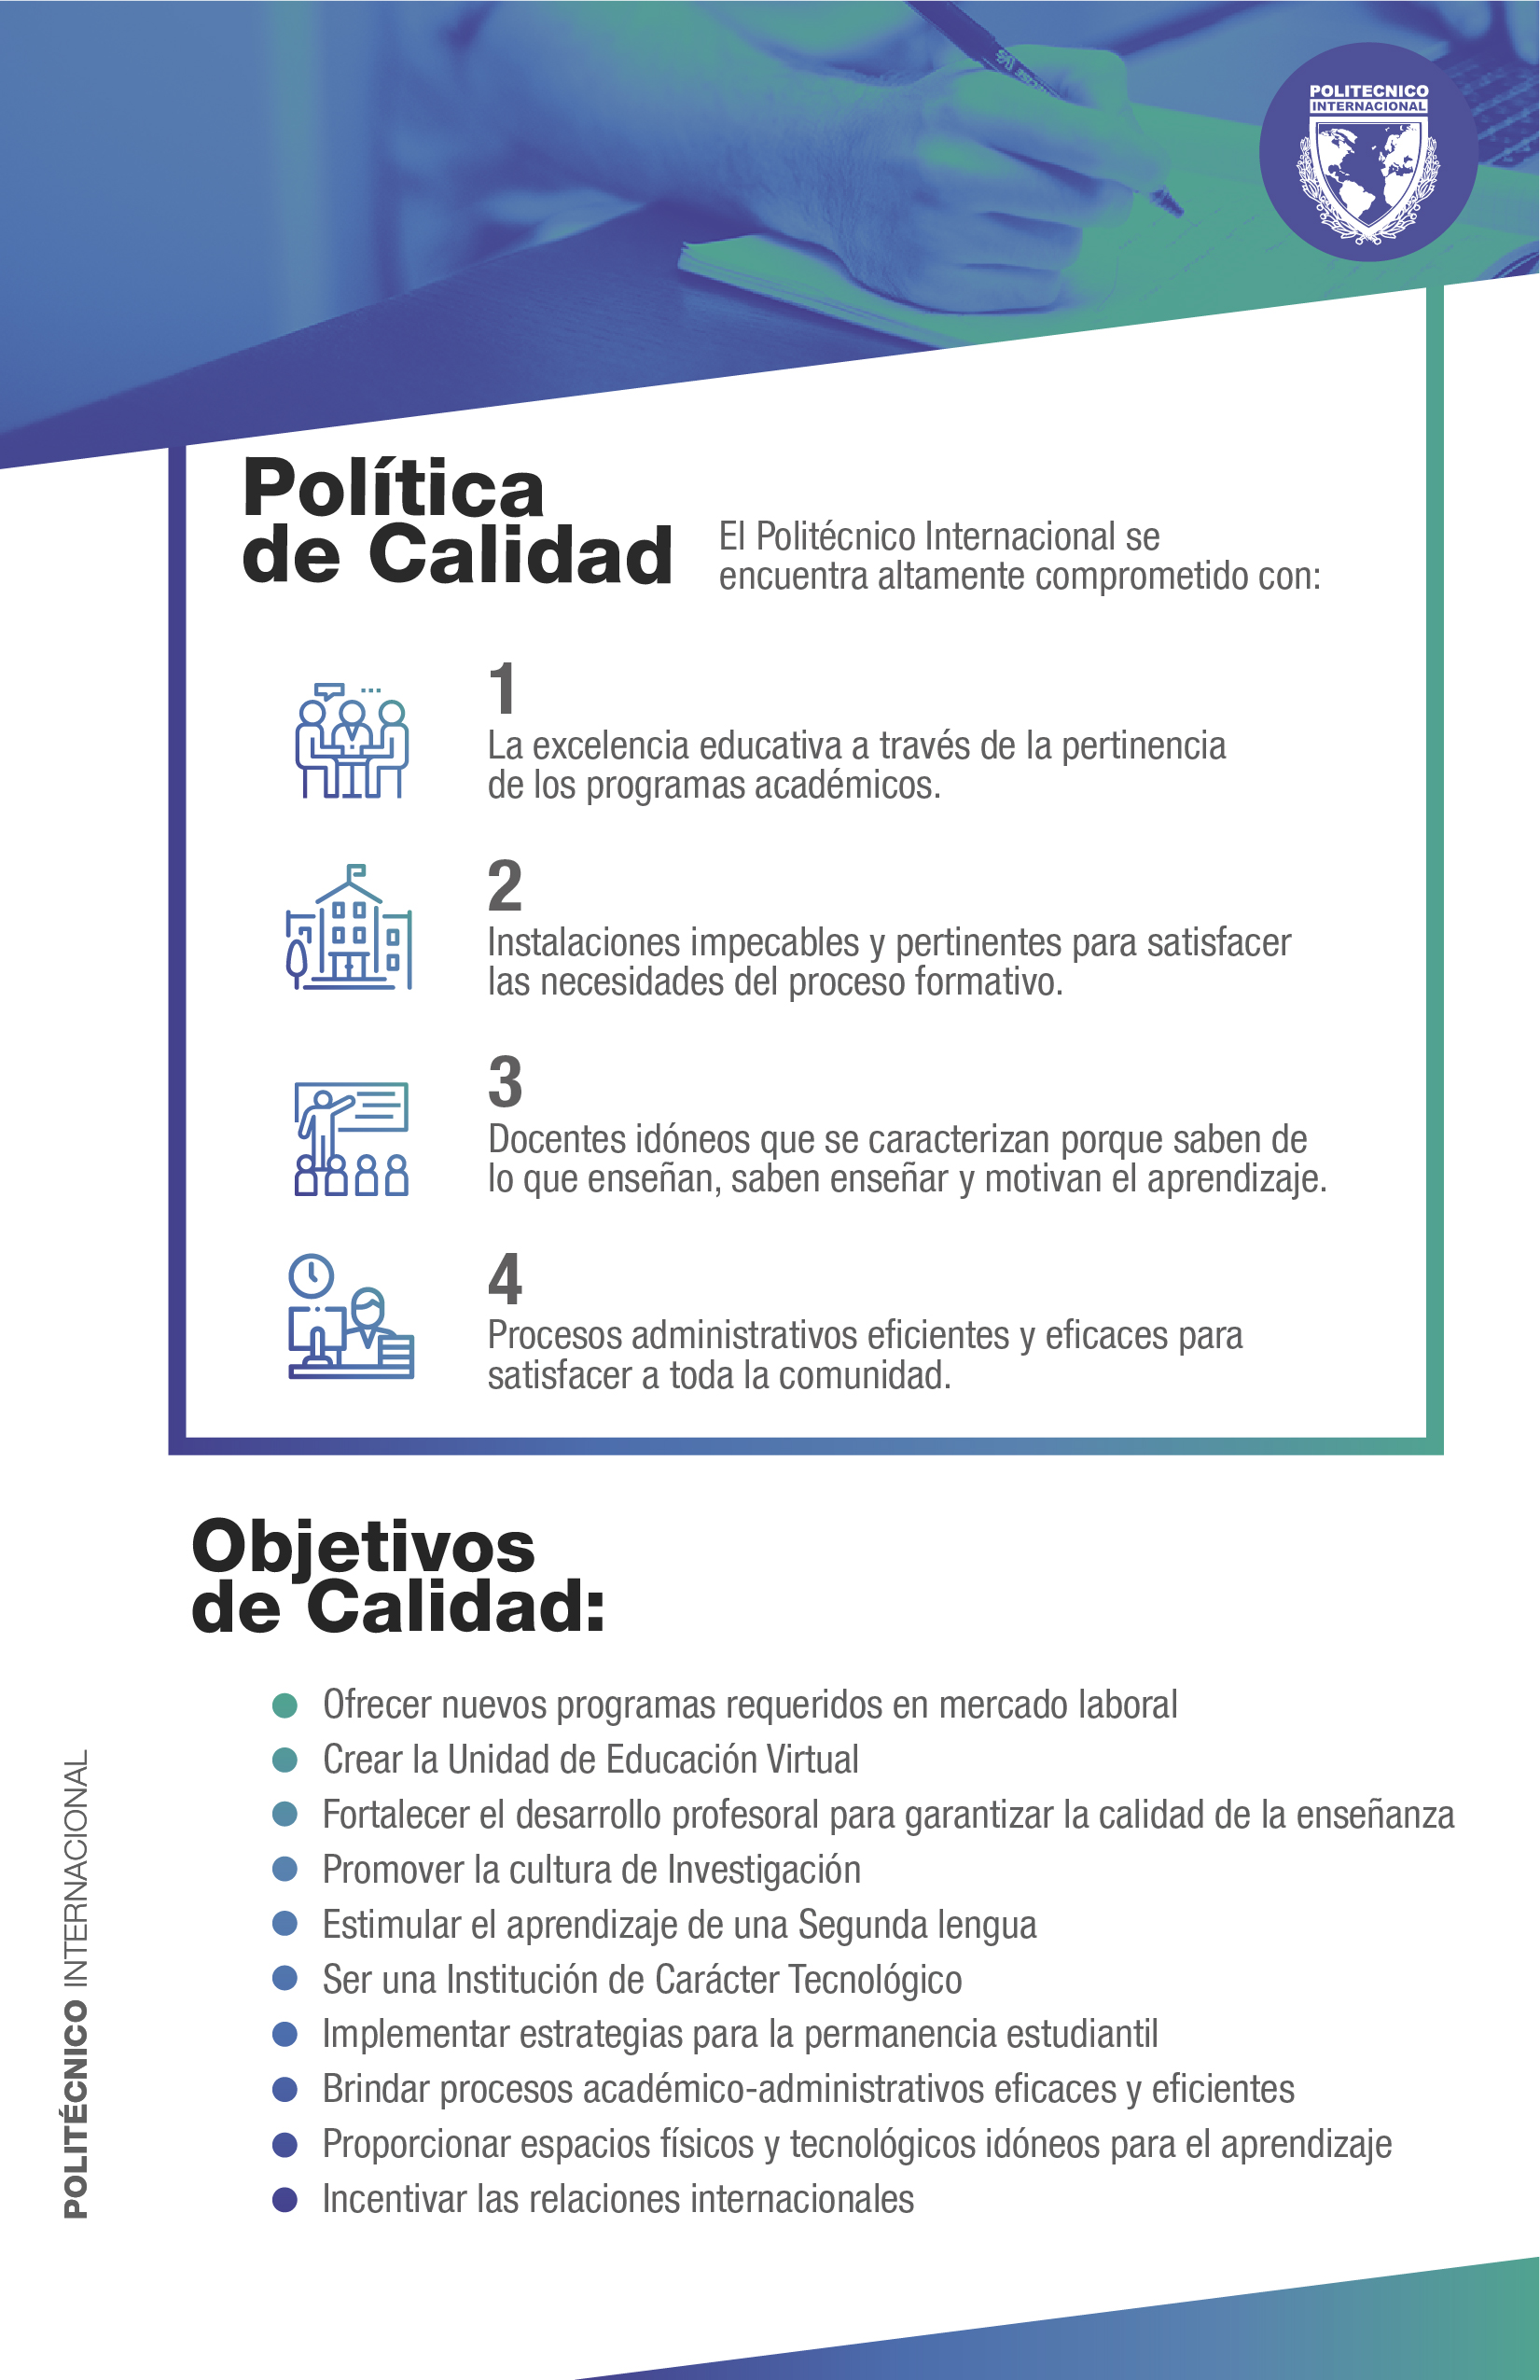 POLITECNICO
INTERNACIONAL
Política
de Calidad
El Politécnico Internacional se
encuentra altamente comprometido con:
1
La excelencia educativa a través de la pertinencia
de los programas académicos.
2
Instalaciones impecables y pertinentes para satisfacer
las necesidades del proceso formativo.
3
Docentes idóneos que se caracterizan porque saben de
lo que enseñan, saben enseñar y motivan el aprendizaje.
4
Procesos administrativos eficientes y eficaces para
satisfacer a toda la comunidad.
Objetivos
de Calidad:
Ofrecer nuevos programas requeridos en mercado laboral
Crear la Unidad de Educación Virtual
Fortalecer el desarrollo profesoral para garantizar la calidad de la enseñanza
Promover la cultura de Investigación
Estimular el aprendizaje de una Segunda lengua
Ser una Institución de Carácter Tecnológico
Implementar estrategias para la permanencia estudiantil
Brindar procesos académico-administrativos eficaces y eficientes
Proporcionar espacios físicos y tecnológicos idóneos para el aprendizaje
Incentivar las relaciones internacionales
POLITÉCNICO INTERNACIONAL